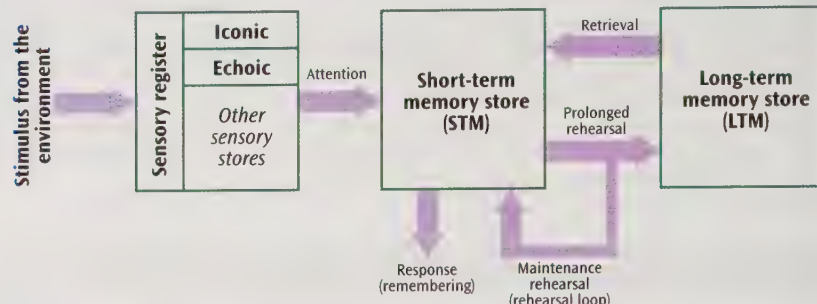 Stimulus from the
environment
Sensory register
Iconic
Echoic
Other
sensory
stores
Attention
Short-term
memory store
(STM)
Retrieval
Prolonged
rehearsal
Long-term
memory store
(LTM)
Response
(remembering)
Maintenance
rehearsal
(rehearsal loop)